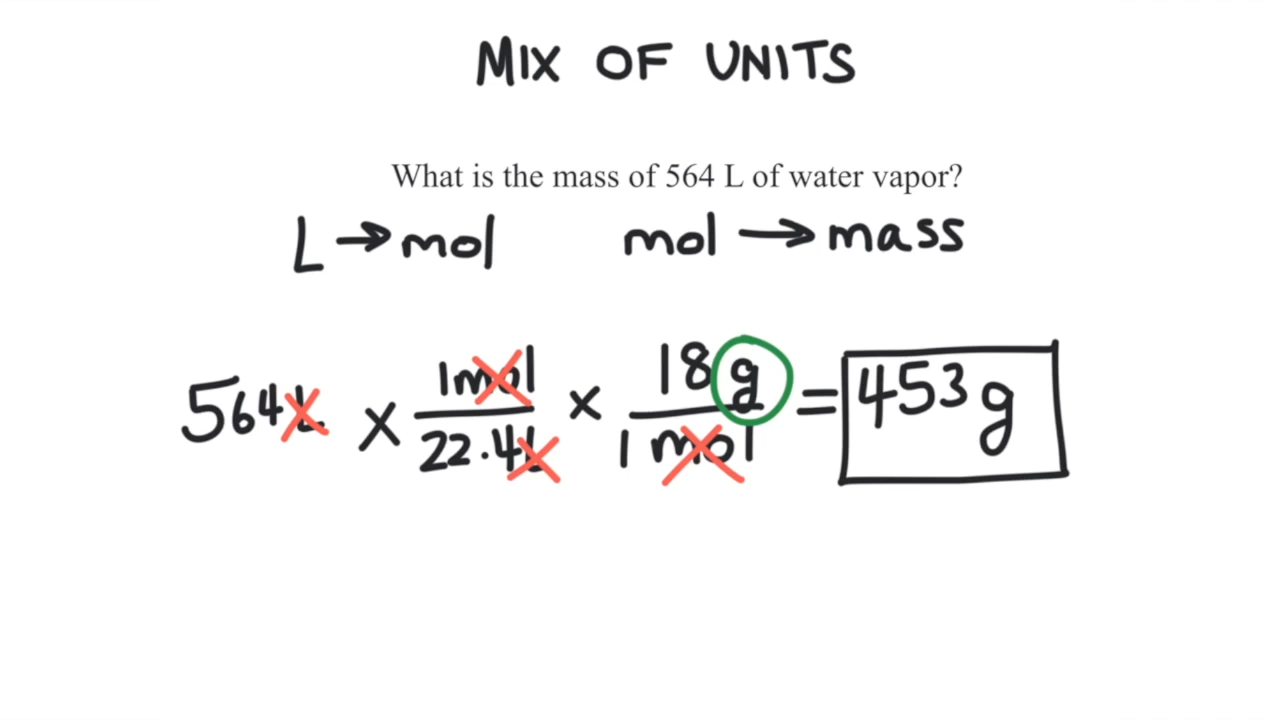 MIX OF UNITS
What is the mass of 564 L of water vapor?
L → mol mol → mass
564 L × 1 mol / 22.4 L × 18 g / 1 mol = 453 g